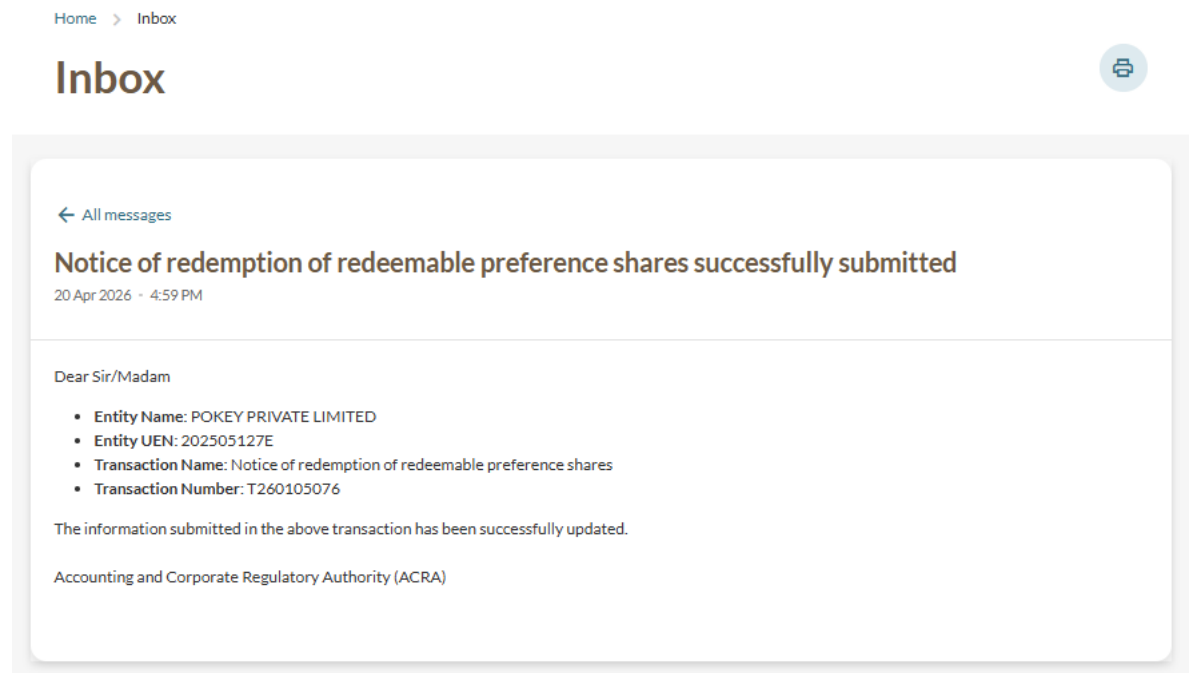 Home > Inbox
Inbox
← All messages
Notice of redemption of redeemable preference shares successfully submitted
20 Apr 2026 · 4:59 PM
Dear Sir/Madam
• Entity Name: POKEY PRIVATE LIMITED
• Entity UEN: 202505127E
• Transaction Name: Notice of redemption of redeemable preference shares
• Transaction Number: T260105076
The information submitted in the above transaction has been successfully updated.
Accounting and Corporate Regulatory Authority (ACRA)